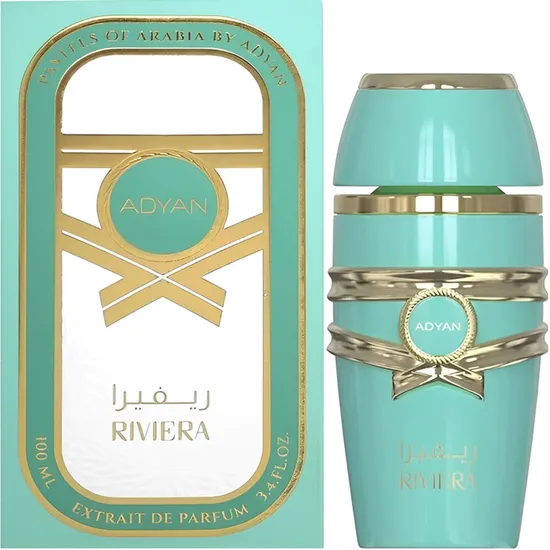 PASTELS OF ARABIA BY ADYAN
ADYAN
ريفيرا
RIVIERA
100 ML
EXTRAIT DE PARFUM
3.4.FL.OZ.
ADYAN
ريفيرا
RIVIERA